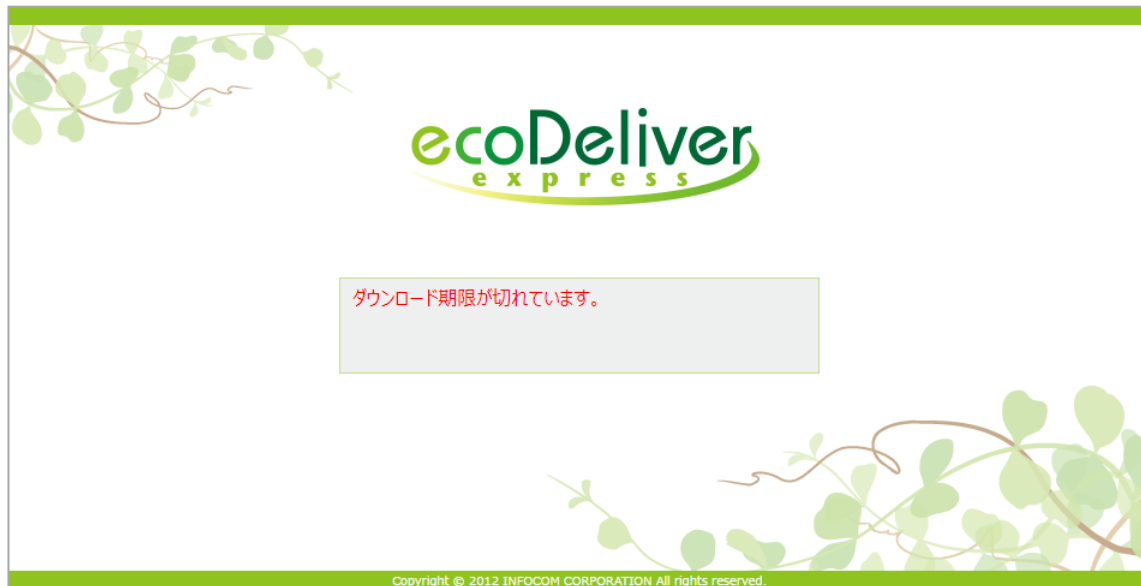 ecoDeliver
express
ダウンロード期限が切れています。
Copyright © 2012 INFOCOM CORPORATION All rights reserved.